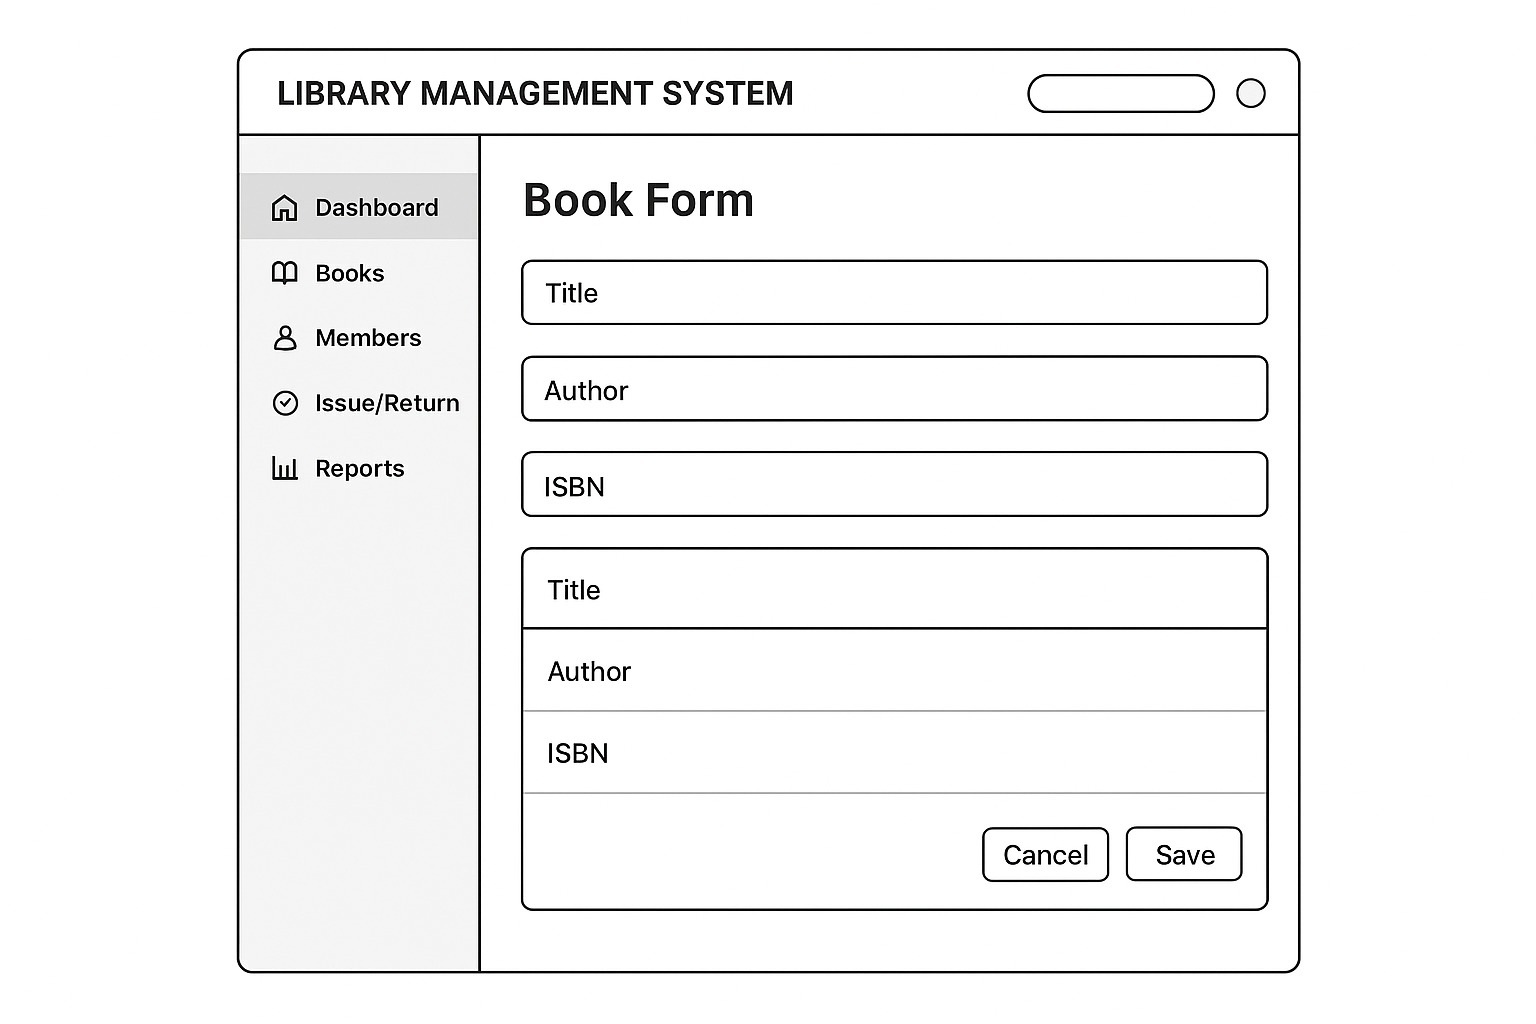 LIBRARY MANAGEMENT SYSTEM
Dashboard
Books
Members
Issue/Return
Reports
Book Form
Title
Author
ISBN
Title
Author
ISBN
Cancel
Save